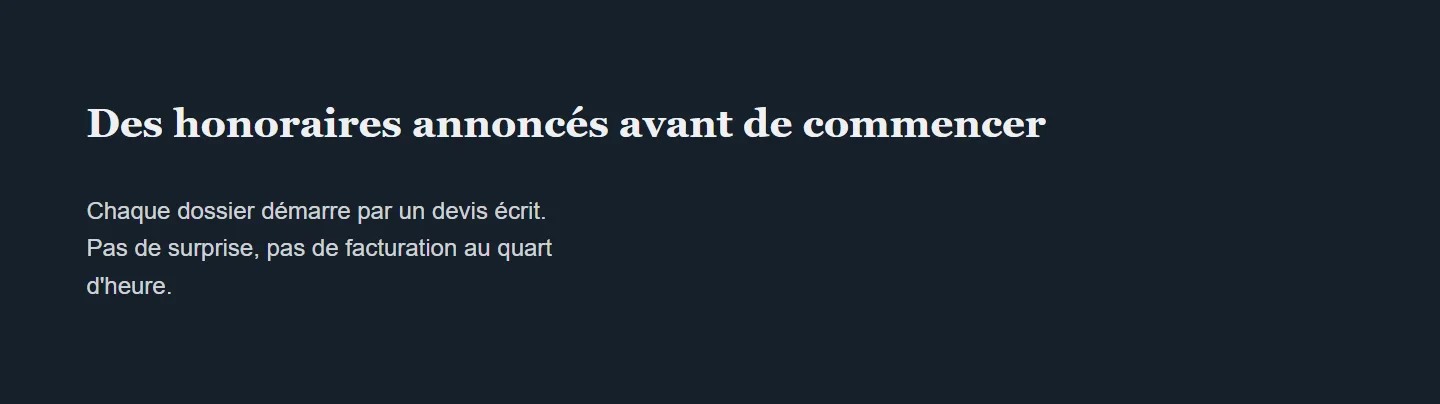 Des honoraires annoncés avant de commencer
Chaque dossier démarre par un devis écrit.
Pas de surprise, pas de facturation au quart
d'heure.